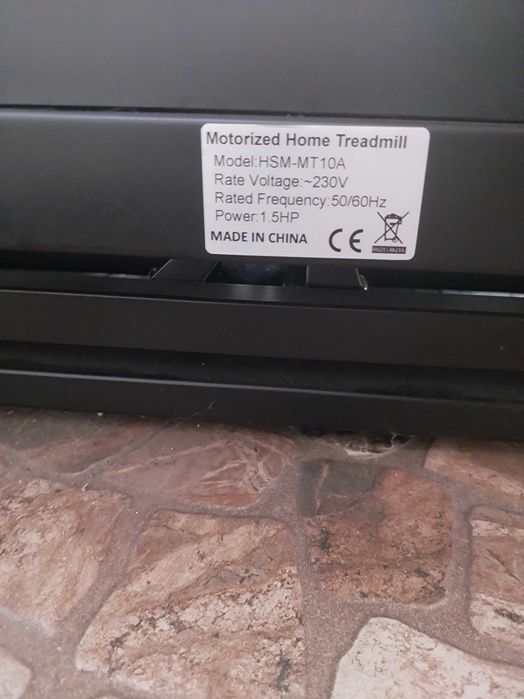 Motorized Home Treadmill
Model:HSM-MT10A
Rate Voltage:~230V
Rated Frequency:50/60Hz
Power:1.5HP
MADE IN CHINA CE